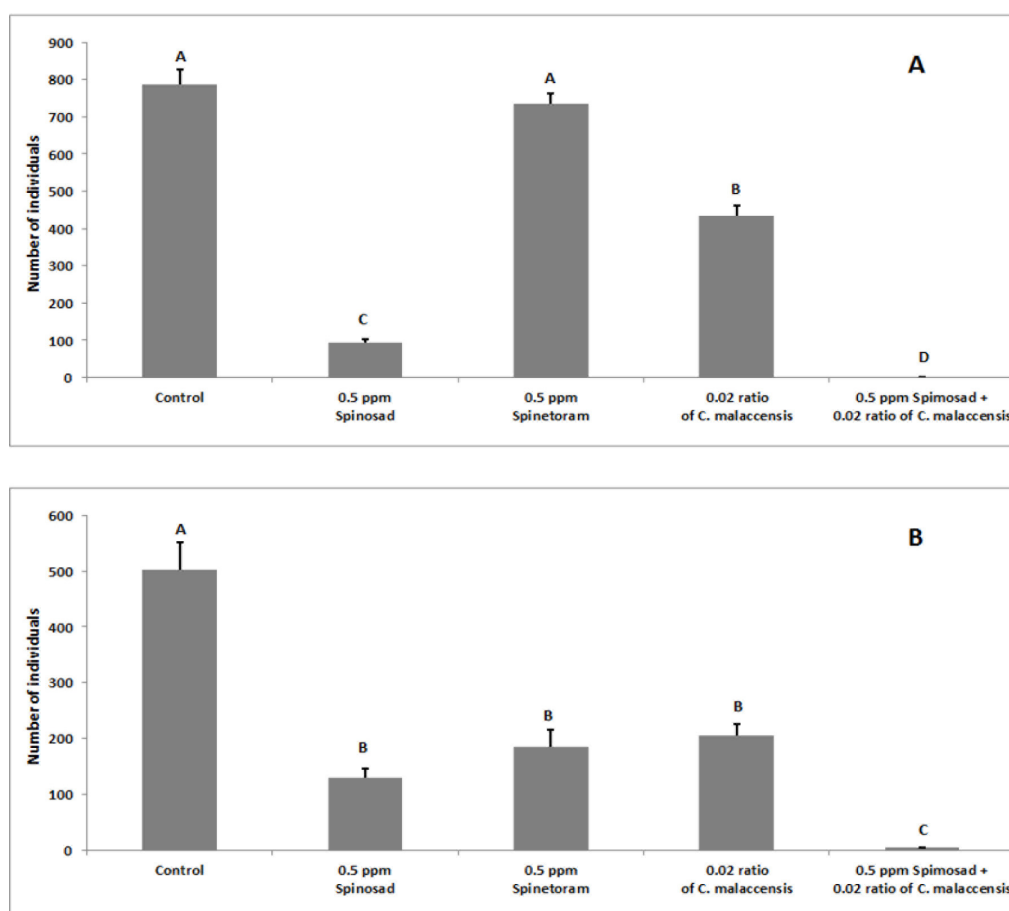 A
900
800
700
600
500
400
300
200
100
0
Number of individuals
A
C
A
B
D
Control
0.5 ppm
Spinosad
0.5 ppm
Spinetoram
0.02 ratio
of C. malaccensis
0.5 ppm Spimosad +
0.02 ratio of C. malaccensis
B
600
500
400
300
200
100
0
Number of individuals
A
B
B
B
C
Control
0.5 ppm
Spinosad
0.5 ppm
Spinetoram
0.02 ratio
of C. malaccensis
0.5 ppm Spimosad +
0.02 ratio of C. malaccensis